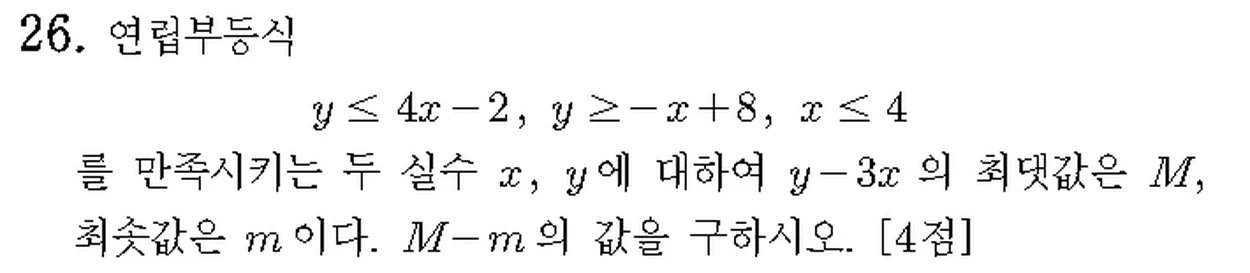 26. 연립부등식
y ≤ 4x−2, y ≥ −x+8, x ≤ 4
를 만족시키는 두 실수 x, y에 대하여 y−3x의 최댓값은 M,
최솟값은 m이다. M−m의 값을 구하시오. [4점]